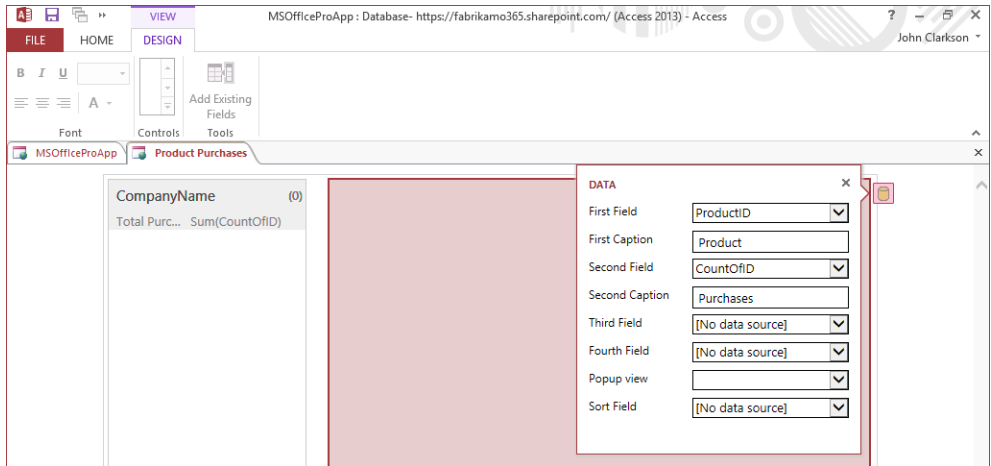 VIEW
MSOffIceProApp : Database- https://fabrikamo365.sharepoint.com/ (Access 2013) - Access
?
FILE HOME DESIGN
John Clarkson
B I U
A
Add Existing
Fields
Font Controls Tools
MSOffIceProApp Product Purchases
CompanyName (0)
Total Purc... Sum(CountOfID)
DATA
First Field ProductID
First Caption Product
Second Field CountOfID
Second Caption Purchases
Third Field [No data source]
Fourth Field [No data source]
Popup view
Sort Field [No data source]